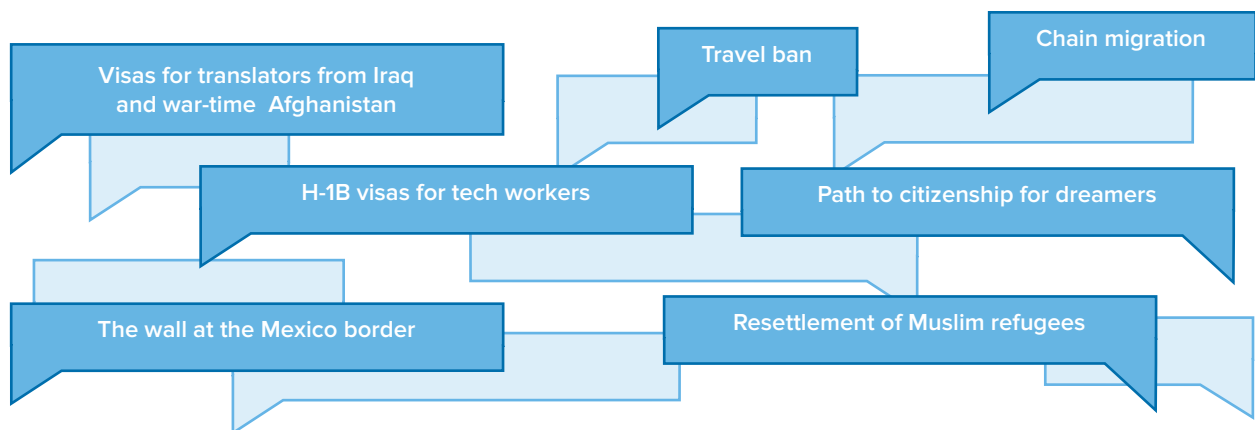 Visas for translators from Iraq
and war-time Afghanistan
Travel ban
Chain migration
H-1B visas for tech workers
Path to citizenship for dreamers
The wall at the Mexico border
Resettlement of Muslim refugees